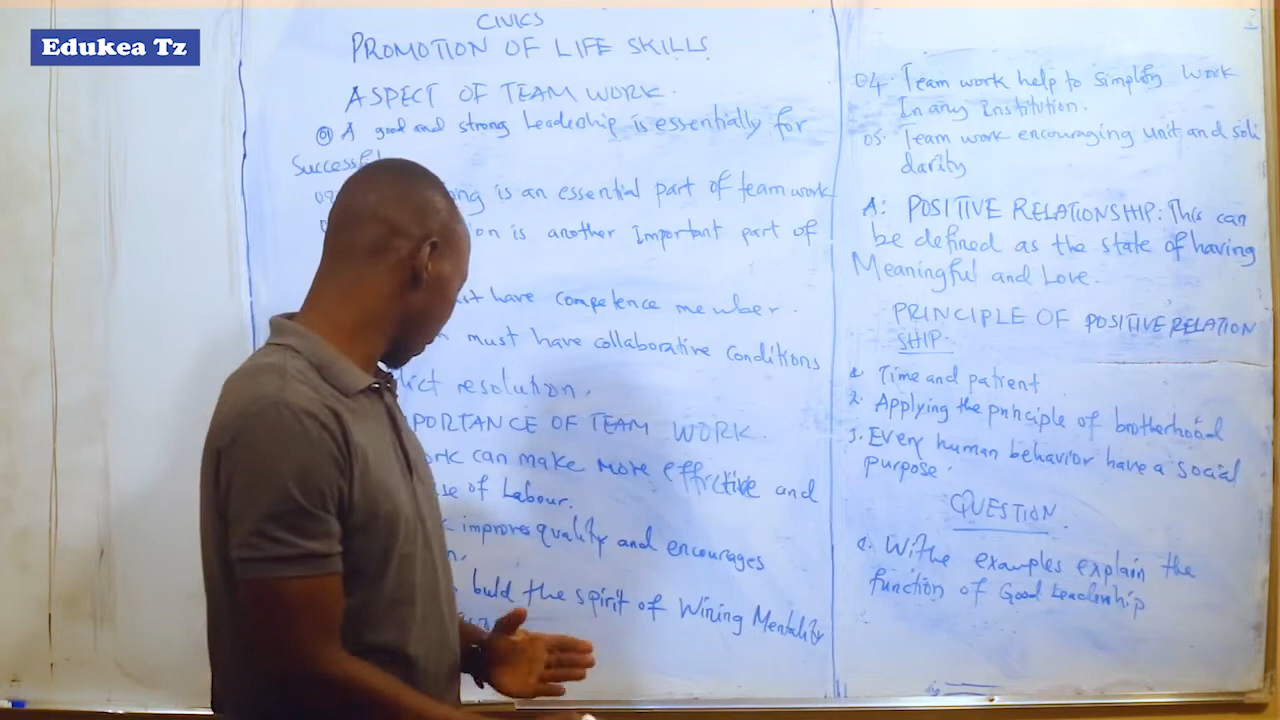 Edukea Tz
CIVICS
PROMOTION OF LIFE SKILLS
ASPECT OF TEAM WORK.
01 A good and strong Leadership is essentially for
Successful
is an essential part of team work
is another Important part of
have competence member.
must have collaborative Conditions
resolution.
OF TEAM WORK.
can make more effective and
of Labour.
improves quality and encourages
buld the spirit of Wining Mentality
04. Team work help to simplify work
In any Institution.
05. Team work encouraging unit and soli
darity
A: POSITIVE RELATIONSHIP: This can
be defined as the state of having
Meaningful and Love.
PRINCIPLE OF POSITIVE RELATION
SHIP.
1. Time and patient
2. Applying the principle of brotherhood
3. Every human behavior have a social
purpose.
QUESTION.
1. Withe examples explain the
function of Good Leadership